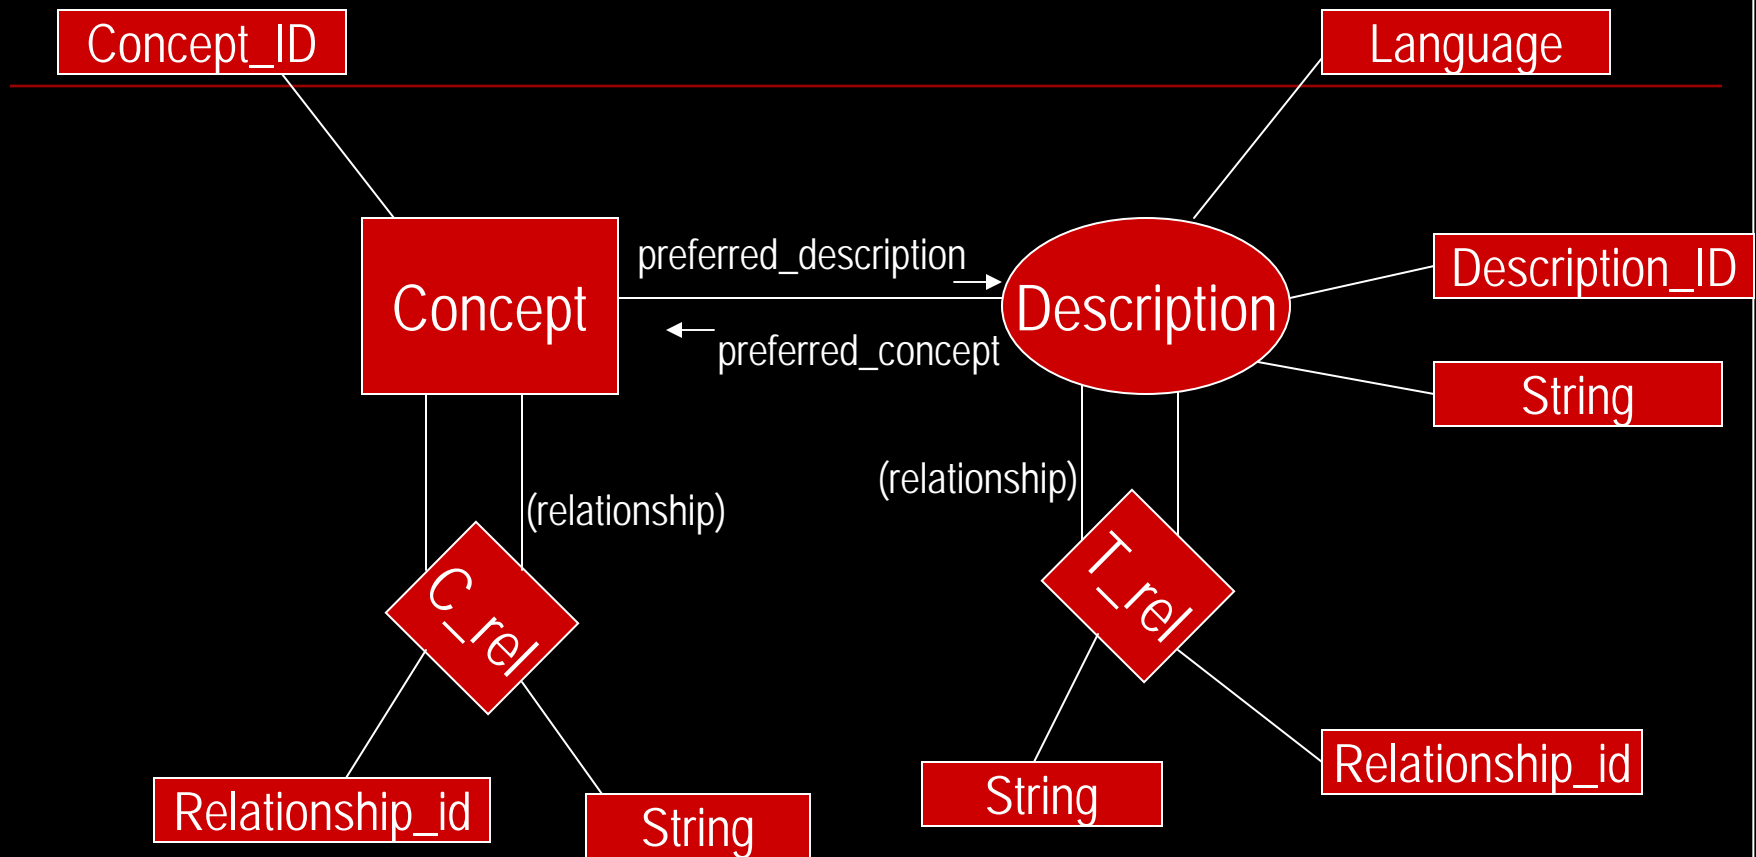 Concept_ID
Language
preferred_description
Description_ID
Concept
Description
preferred_concept
String
(relationship)
(relationship)
C_rel
T_rel
Relationship_id
String
String
Relationship_id